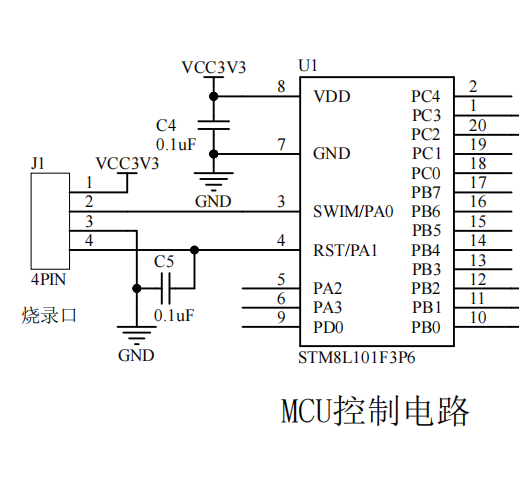 VCC3V3
U1
8 VDD PC4 2
PC3 1
C4 PC2 20
0.1uF 7 GND PC1 19
J1 VCC3V3 PC0 18
1 PB7 17
GND
2 3 SWIM/PA0 PB6 16
3 PB5 15
4 4 RST/PA1 PB4 14
C5 PB3 13
4PIN 5 PA2 PB2 12
烧录口 0.1uF 6 PA3 PB1 11
9 PD0 PB0 10
GND STM8L101F3P6
MCU控制电路